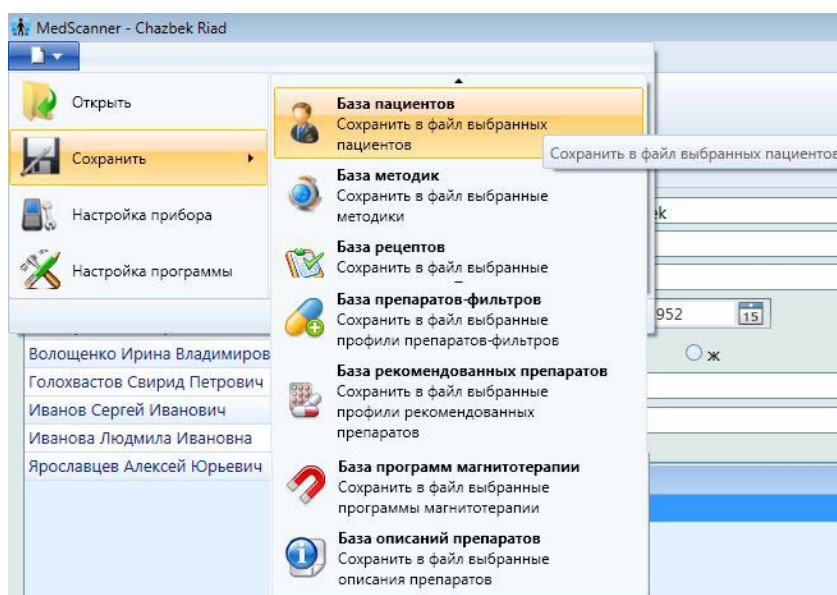 MedScanner - Chazbek Riad
Открыть
Сохранить
Настройка прибора
Настройка программы
База пациентов
Сохранить в файл выбранных
пациентов
Сохранить в файл выбранных пациентов
База методик
Сохранить в файл выбранные
методики
База рецептов
Сохранить в файл выбранные
База препаратов-фильтров
Сохранить в файл выбранные
профили препаратов-фильтров
База рекомендованных препаратов
Сохранить в файл выбранные
профили рекомендованных
препаратов
База программ магнитотерапии
Сохранить в файл выбранные
программы магнитотерапии
База описаний препаратов
Сохранить в файл выбранные
описания препаратов
ek
952
15
ж
Волощенко Ирина Владимиров
Голохвастов Свирид Петрович
Иванов Сергей Иванович
Иванова Людмила Ивановна
Ярославцев Алексей Юрьевич